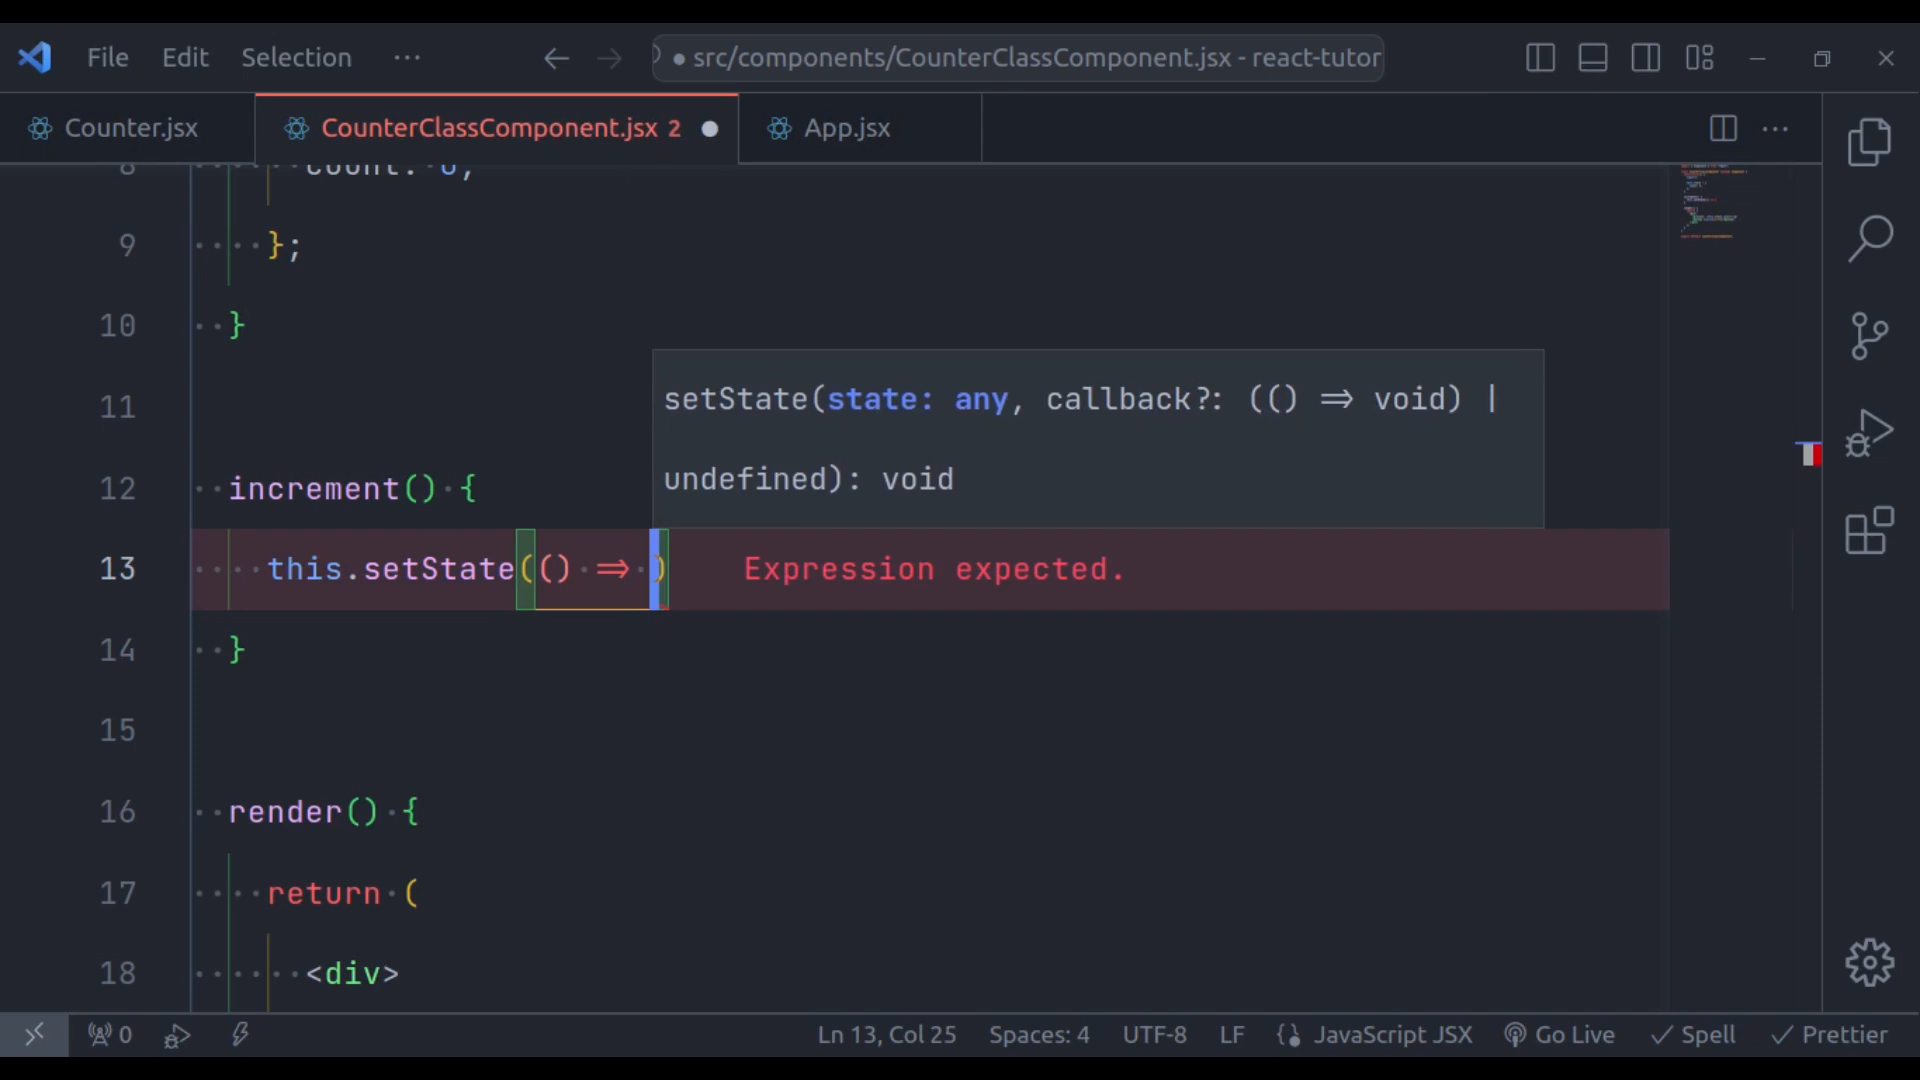 File Edit Selection ···
● src/components/CounterClassComponent.jsx - react-tutor
Counter.jsx
CounterClassComponent.jsx 2 ●
App.jsx
8 count: 0,
9 };
10 }
11
12 increment() {
13 this.setState(() => ) Expression expected.
setState(state: any, callback?: (() => void) |
undefined): void
14 }
15
16 render() {
17 return (
18 <div>
0 Ln 13, Col 25 Spaces: 4 UTF-8 LF JavaScript JSX Go Live Spell Prettier